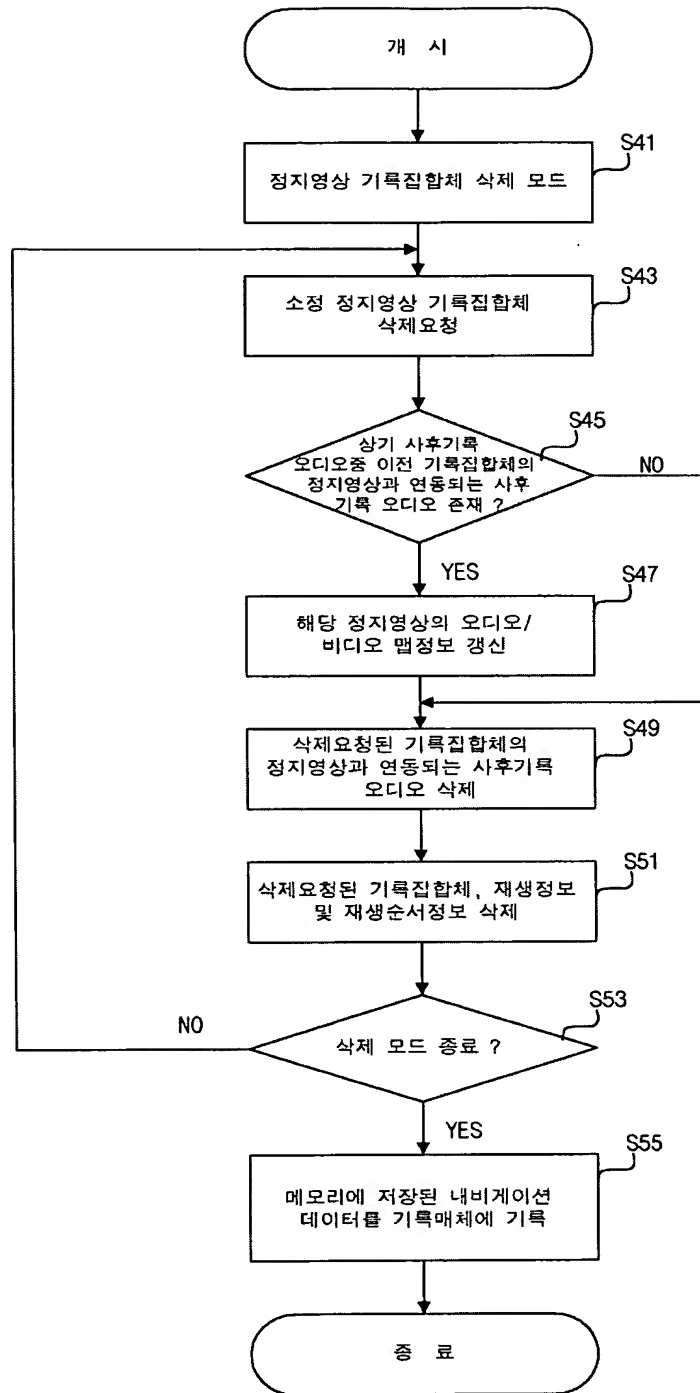 개 시
S41
정지영상 기록집합체 삭제 모드
S43
소정 정지영상 기록집합체
삭제요청
S45
상기 사후기록
오디오중 이전 기록집합체의
정지영상과 연동되는 사후
기록 오디오 존재 ?
NO
YES
S47
해당 정지영상의 오디오/
비디오 맵정보 갱신
S49
삭제요청된 기록집합체의
정지영상과 연동되는 사후기록
오디오 삭제
S51
삭제요청된 기록집합체, 재생정보
및 재생순서정보 삭제
S53
NO
삭제 모드 종료 ?
YES
S55
메모리에 저장된 내비게이션
데이터를 기록매체에 기록
종 료